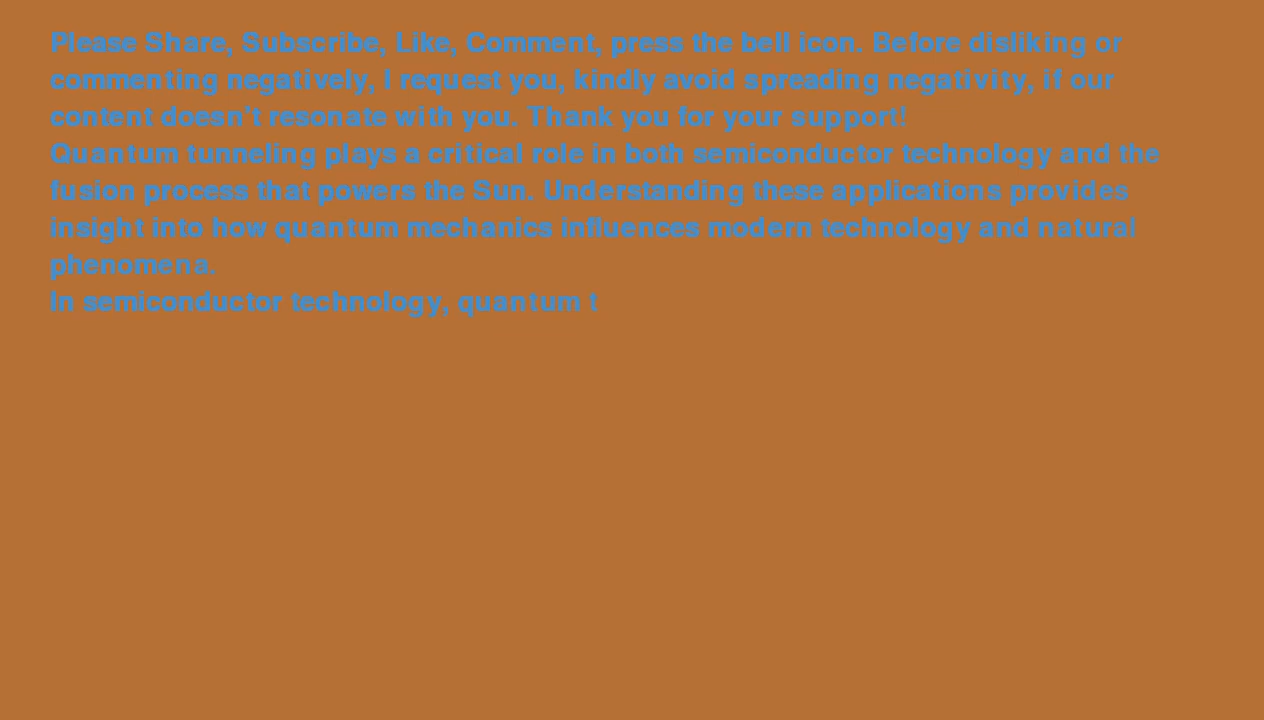 Please Share, Subscribe, Like, Comment, press the bell icon. Before disliking or
commenting negatively, I request you, kindly avoid spreading negativity, if our
content doesn't resonate with you. Thank you for your support!
Quantum tunneling plays a critical role in both semiconductor technology and the
fusion process that powers the Sun. Understanding these applications provides
insight into how quantum mechanics influences modern technology and natural
phenomena.
In semiconductor technology, quantum t